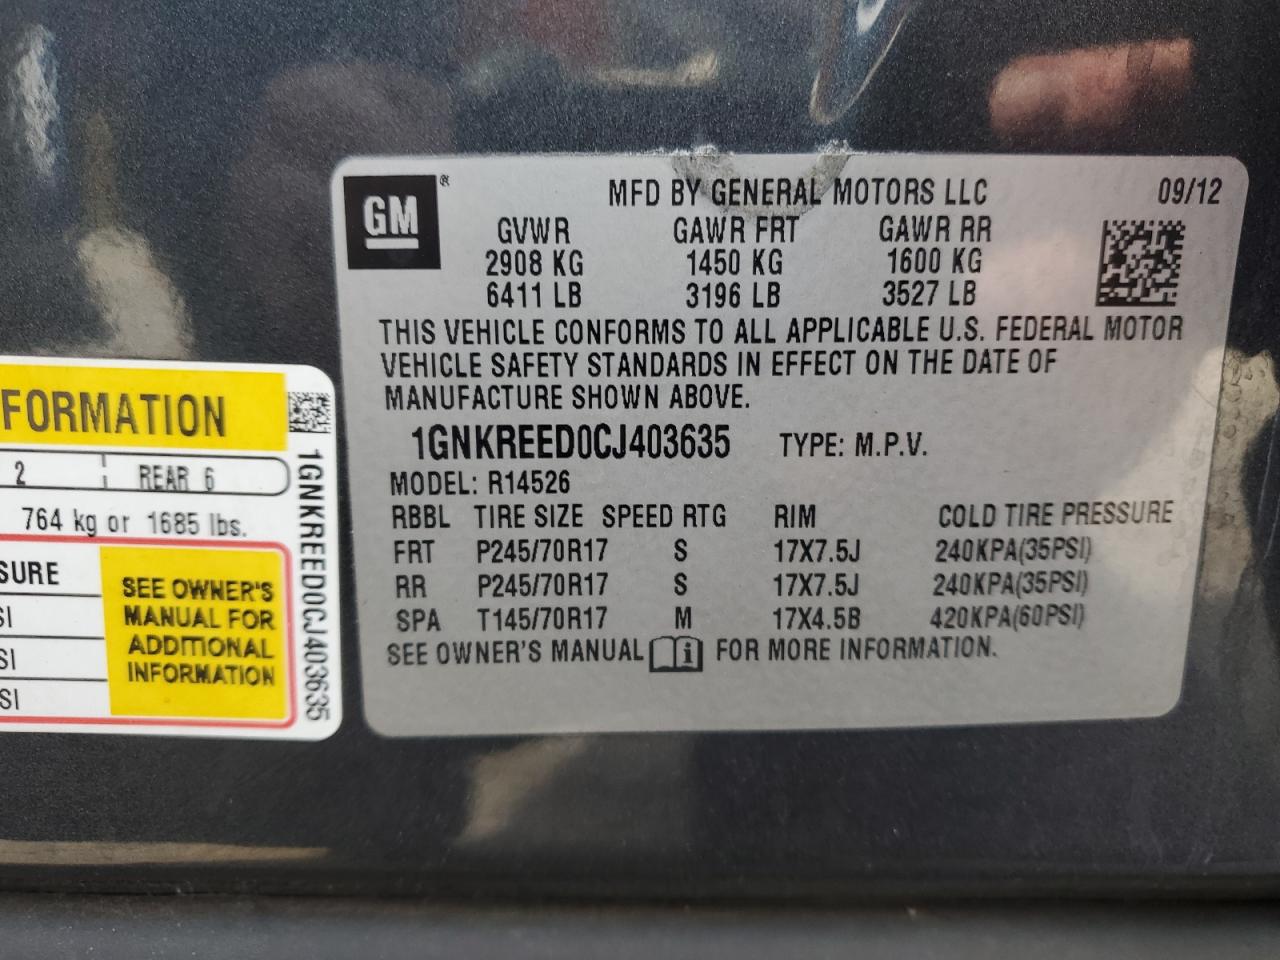 GM ®
MFD BY GENERAL MOTORS LLC 09/12
GVWR GAWR FRT GAWR RR
2908 KG 1450 KG 1600 KG
6411 LB 3196 LB 3527 LB
THIS VEHICLE CONFORMS TO ALL APPLICABLE U.S. FEDERAL MOTOR
VEHICLE SAFETY STANDARDS IN EFFECT ON THE DATE OF
MANUFACTURE SHOWN ABOVE.
1GNKREED0CJ403635 TYPE: M.P.V.
MODEL: R14526
RBBL TIRE SIZE SPEED RTG RIM COLD TIRE PRESSURE
FRT P245/70R17 S 17X7.5J 240KPA(35PSI)
RR P245/70R17 S 17X7.5J 240KPA(35PSI)
SPA T145/70R17 M 17X4.5B 420KPA(60PSI)
SEE OWNER'S MANUAL i FOR MORE INFORMATION.
FORMATION
2 REAR 6
764 kg or 1685 lbs.
SURE
SI
SI
SI
SEE OWNER'S
MANUAL FOR
ADDITIONAL
INFORMATION
1GNKREED0CJ403635